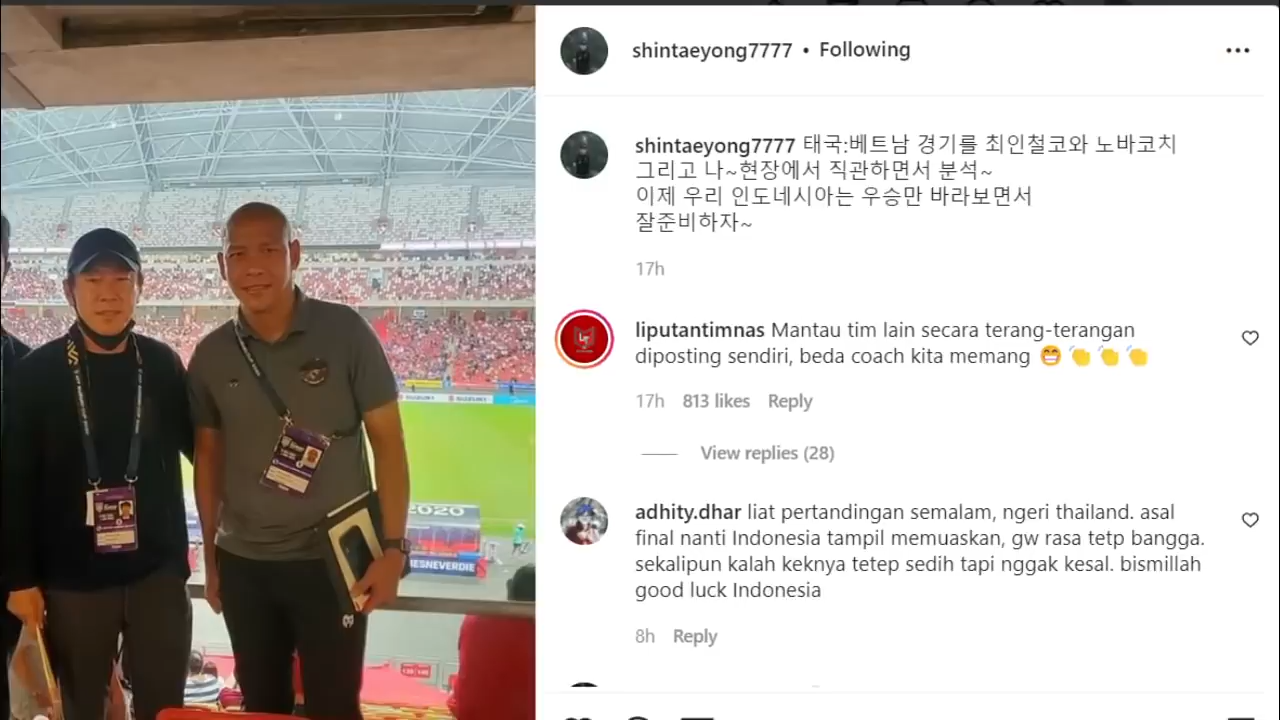 shintaeyong7777 • Following
shintaeyong7777 태국:베트남 경기를 최인철코와 노바코치
그리고 나~현장에서 직관하면서 분석~
이제 우리 인도네시아는 우승만 바라보면서
잘준비하자~
17h
liputantimnas Mantau tim lain secara terang-terangan
diposting sendiri, beda coach kita memang 😁👏👏👏
17h 813 likes Reply
View replies (28)
adhity.dhar liat pertandingan semalam, ngeri thailand. asal
final nanti Indonesia tampil memuaskan, gw rasa tetp bangga.
sekalipun kalah keknya tetep sedih tapi nggak kesal. bismillah
good luck Indonesia
8h Reply
SUZUKI
SUZUKI
2020
ESNEVERDIE